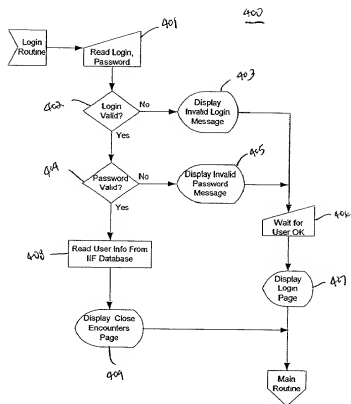 400
Login
Routine
401
Read Login,
Password
402
Login
Valid?
No
403
Display
Invalid Login
Message
Yes
404
Password
Valid?
No
405
Display Invalid
Password
Message
Yes
406
Wait for
User OK
408
Read User Info From
IIF Database
407
Display
Login
Page
Display Close
Encounters
Page
409
Main
Routine